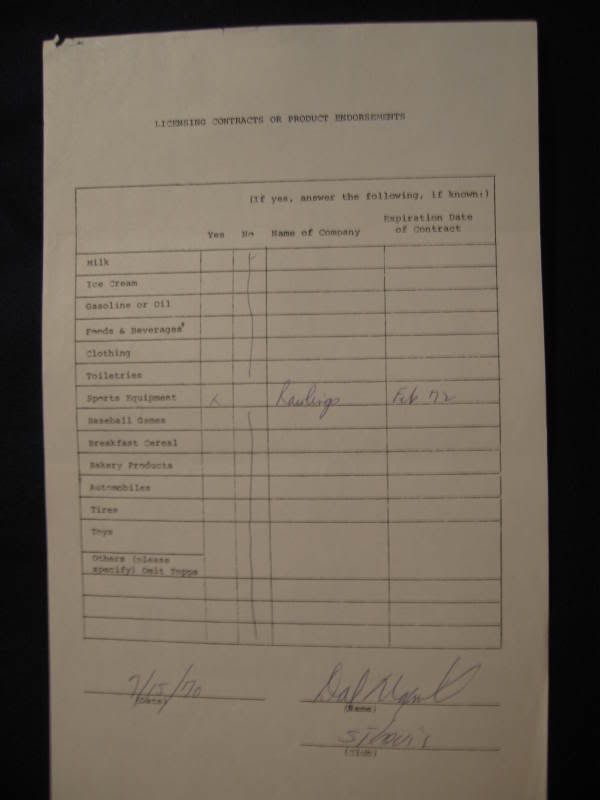 LICENSING CONTRACTS OR PRODUCT ENDORSEMENTS
(If yes, answer the following, if known:)
Yes No Name of Company Expiration Date of Contract
Milk
Ice Cream
Gasoline or Oil
Foods & Beverages
Clothing
Toiletries
Sports Equipment X Rawlings Feb 72
Baseball Games
Breakfast Cereal
Bakery Products
Automobiles
Tires
Toys
Others (please
specify) Omit Topps
7/15/70
(Date)
Dal
(Name)
St Louis
(Club)